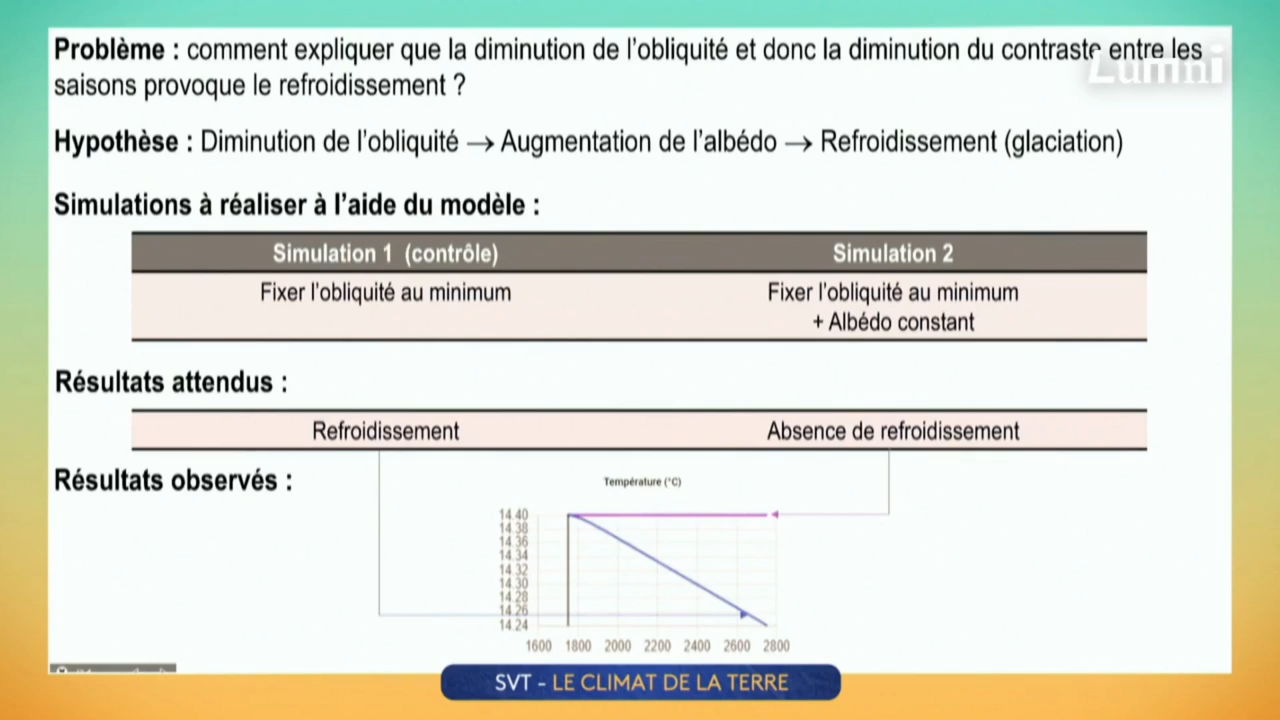 Problème : comment expliquer que la diminution de l'obliquité et donc la diminution du contraste entre les
saisons provoque le refroidissement ?
Lumni
Hypothèse : Diminution de l'obliquité → Augmentation de l'albédo → Refroidissement (glaciation)
Simulations à réaliser à l'aide du modèle :
Simulation 1 (contrôle) Simulation 2
Fixer l'obliquité au minimum Fixer l'obliquité au minimum
+ Albédo constant
Résultats attendus :
Refroidissement Absence de refroidissement
Résultats observés :
Température (°C)
14.40
14.38
14.36
14.34
14.32
14.30
14.28
14.26
14.24
1600 1800 2000 2200 2400 2600 2800
SVT - LE CLIMAT DE LA TERRE